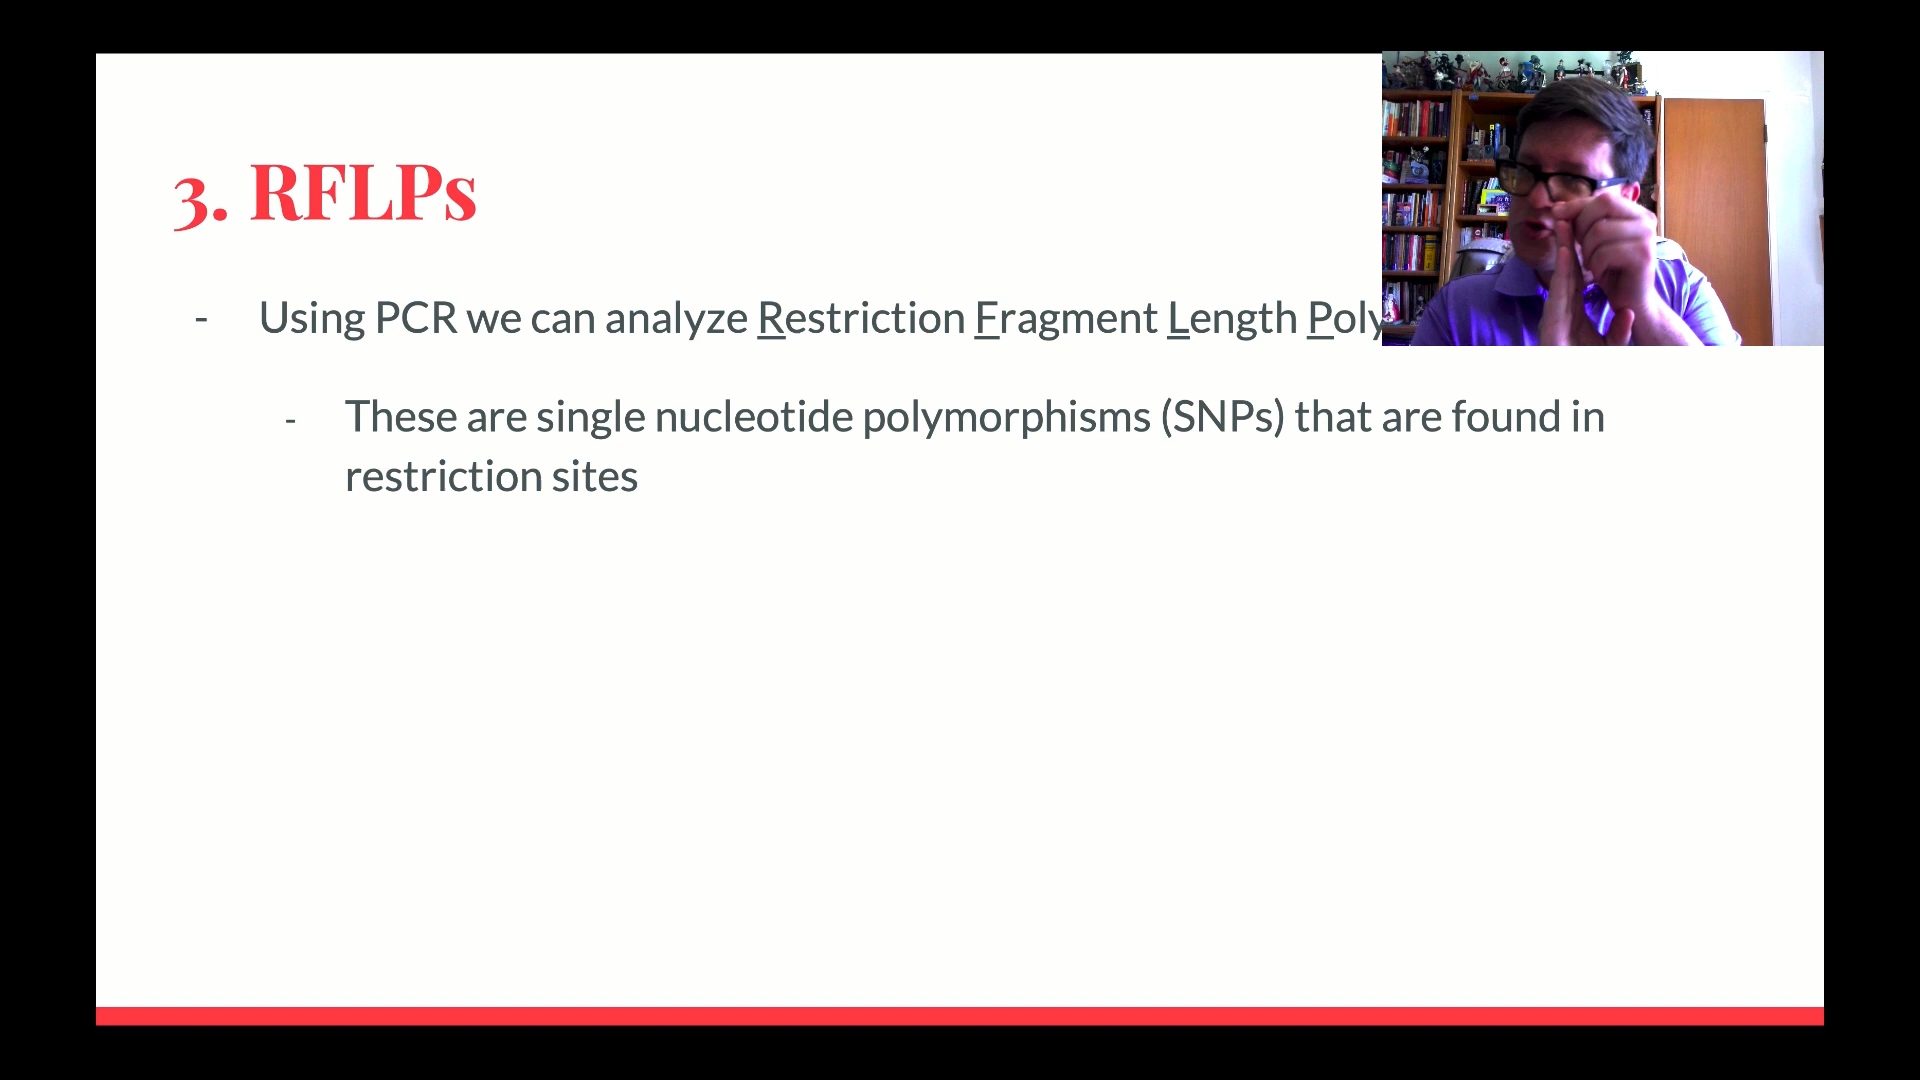 3. RFLPs
- Using PCR we can analyze Restriction Fragment Length Poly
- These are single nucleotide polymorphisms (SNPs) that are found in
restriction sites